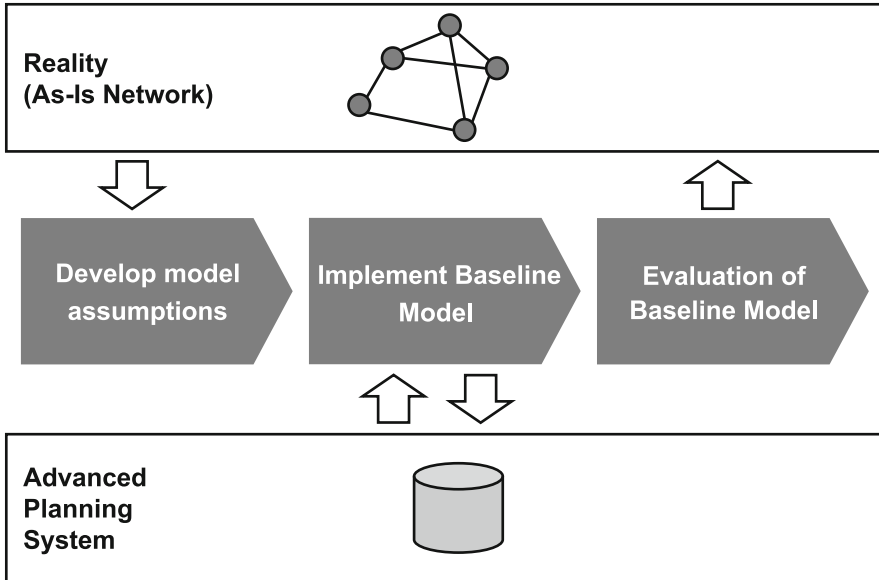 Reality
(As-Is Network)
Develop model
assumptions
Implement Baseline
Model
Evaluation of
Baseline Model
Advanced
Planning
System